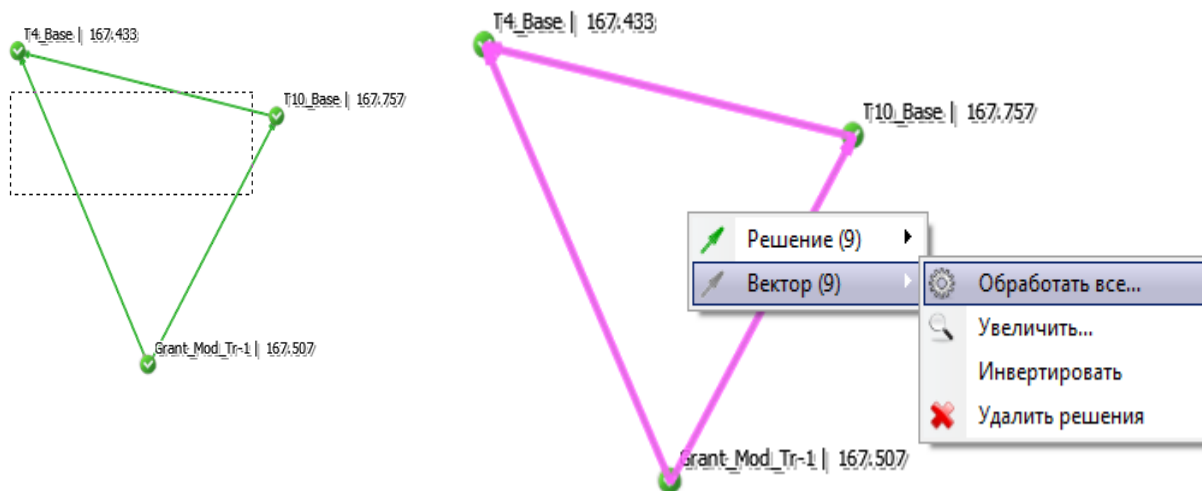 T4_Base | 167.433
T10_Base | 167.757
Grant_Mod_Tr-1 | 167.507
T4_Base | 167.433
T10_Base | 167.757
Решение (9)
Вектор (9)
Обработать все...
Увеличить...
Инвертировать
Удалить решения
Grant_Mod_Tr-1 | 167.507